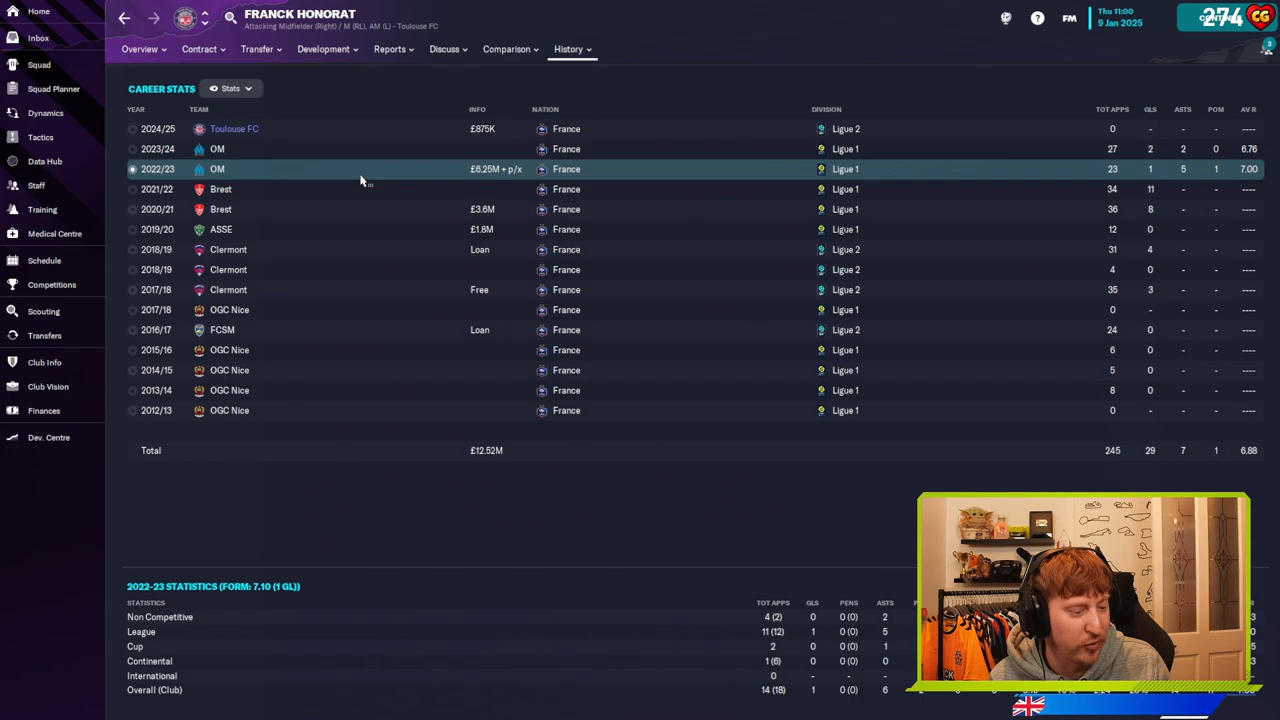 Home FRANCK HONORAT Thu 11:00 274 CG
Attacking Midfielder (Right) / M (RL), AM (L) - Toulouse FC FM 9 Jan 2025
Inbox
Overview Contract Transfer Development Reports Discuss Comparison History 3
Squad
Squad Planner CAREER STATS Stats
Dynamics YEAR TEAM INFO NATION DIVISION TOT APPS GLS ASTS POM AV R
Tactics 2024/25 Toulouse FC £875K France Ligue 2 0 - - - ----
Data Hub 2023/24 OM France Ligue 1 27 2 2 0 6.76
Staff 2022/23 OM £6.25M + p/x France Ligue 1 23 1 5 1 7.00
Training 2021/22 Brest France Ligue 1 34 11 - - ----
Medical Centre 2020/21 Brest £3.6M France Ligue 1 36 8 - - ----
Schedule 2019/20 ASSE £1.8M France Ligue 1 12 0 - - ----
Competitions 2018/19 Clermont Loan France Ligue 2 31 4 - - ----
Scouting 2018/19 Clermont France Ligue 2 4 0 - - ----
Transfers 2017/18 Clermont Free France Ligue 2 35 3 - - ----
Club Info 2017/18 OGC Nice France Ligue 1 0 - - - ----
Club Vision 2016/17 FCSM Loan France Ligue 2 24 0 - - ----
Finances 2015/16 OGC Nice France Ligue 1 6 0 - - ----
Dev. Centre 2014/15 OGC Nice France Ligue 1 5 0 - - ----
2013/14 OGC Nice France Ligue 1 8 0 - - ----
2012/13 OGC Nice France Ligue 1 0 - - - ----
Total £12.52M 245 29 7 1 6.88
2022-23 STATISTICS (FORM: 7.10 (1 GL))
STATISTICS TOT APPS GLS PENS ASTS
Non Competitive 4 (2) 0 0 (0) 2
League 11 (12) 1 0 (0) 5
Cup 2 0 0 (0) 1
Continental 1 (6) 0 0 (0) 0
International 0 - - -
Overall (Club) 14 (18) 1 0 (0) 6